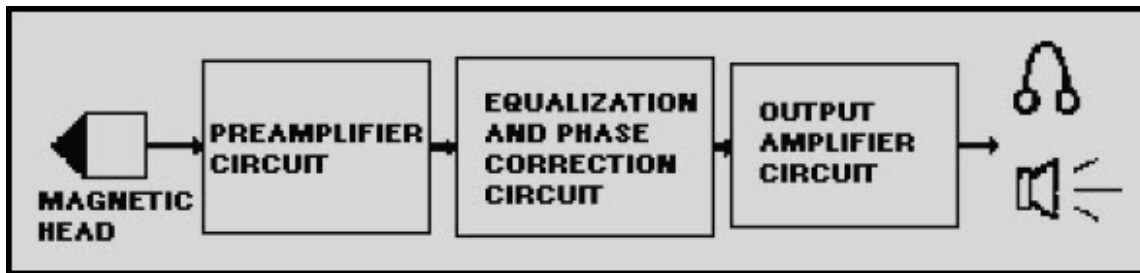 MAGNETIC
HEAD
PREAMPLIFIER
CIRCUIT
EQUALIZATION
AND PHASE
CORRECTION
CIRCUIT
OUTPUT
AMPLIFIER
CIRCUIT